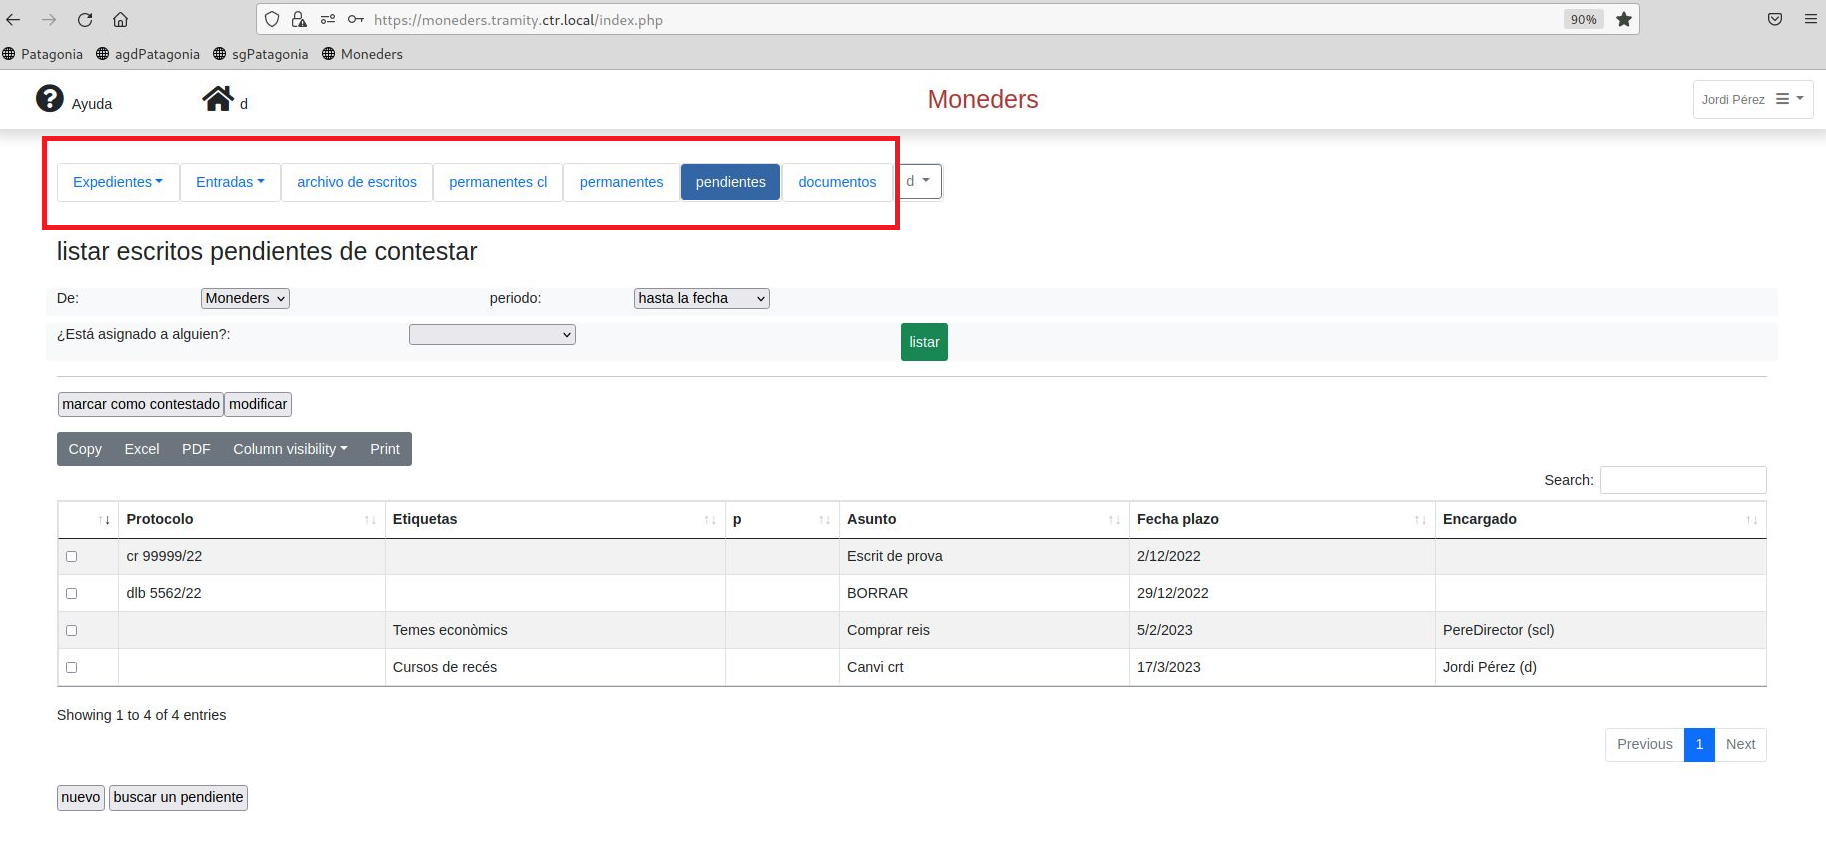 https://moneders.tramity.ctr.local/index.php 90%
Patagonia agdPatagonia sgPatagonia Moneders
Ayuda d Moneders Jordi Pérez
Expedientes Entradas archivo de escritos permanentes cl permanentes pendientes documentos d
listar escritos pendientes de contestar
De: Moneders periodo: hasta la fecha
¿Está asignado a alguien?: listar
marcar como contestado modificar
Copy Excel PDF Column visibility Print
Search:
Protocolo Etiquetas p Asunto Fecha plazo Encargado
cr 99999/22 Escrit de prova 2/12/2022
dlb 5562/22 BORRAR 29/12/2022
Temes econòmics Comprar reis 5/2/2023 PereDirector (scl)
Cursos de recés Canvi crt 17/3/2023 Jordi Pérez (d)
Showing 1 to 4 of 4 entries
Previous 1 Next
nuevo buscar un pendiente